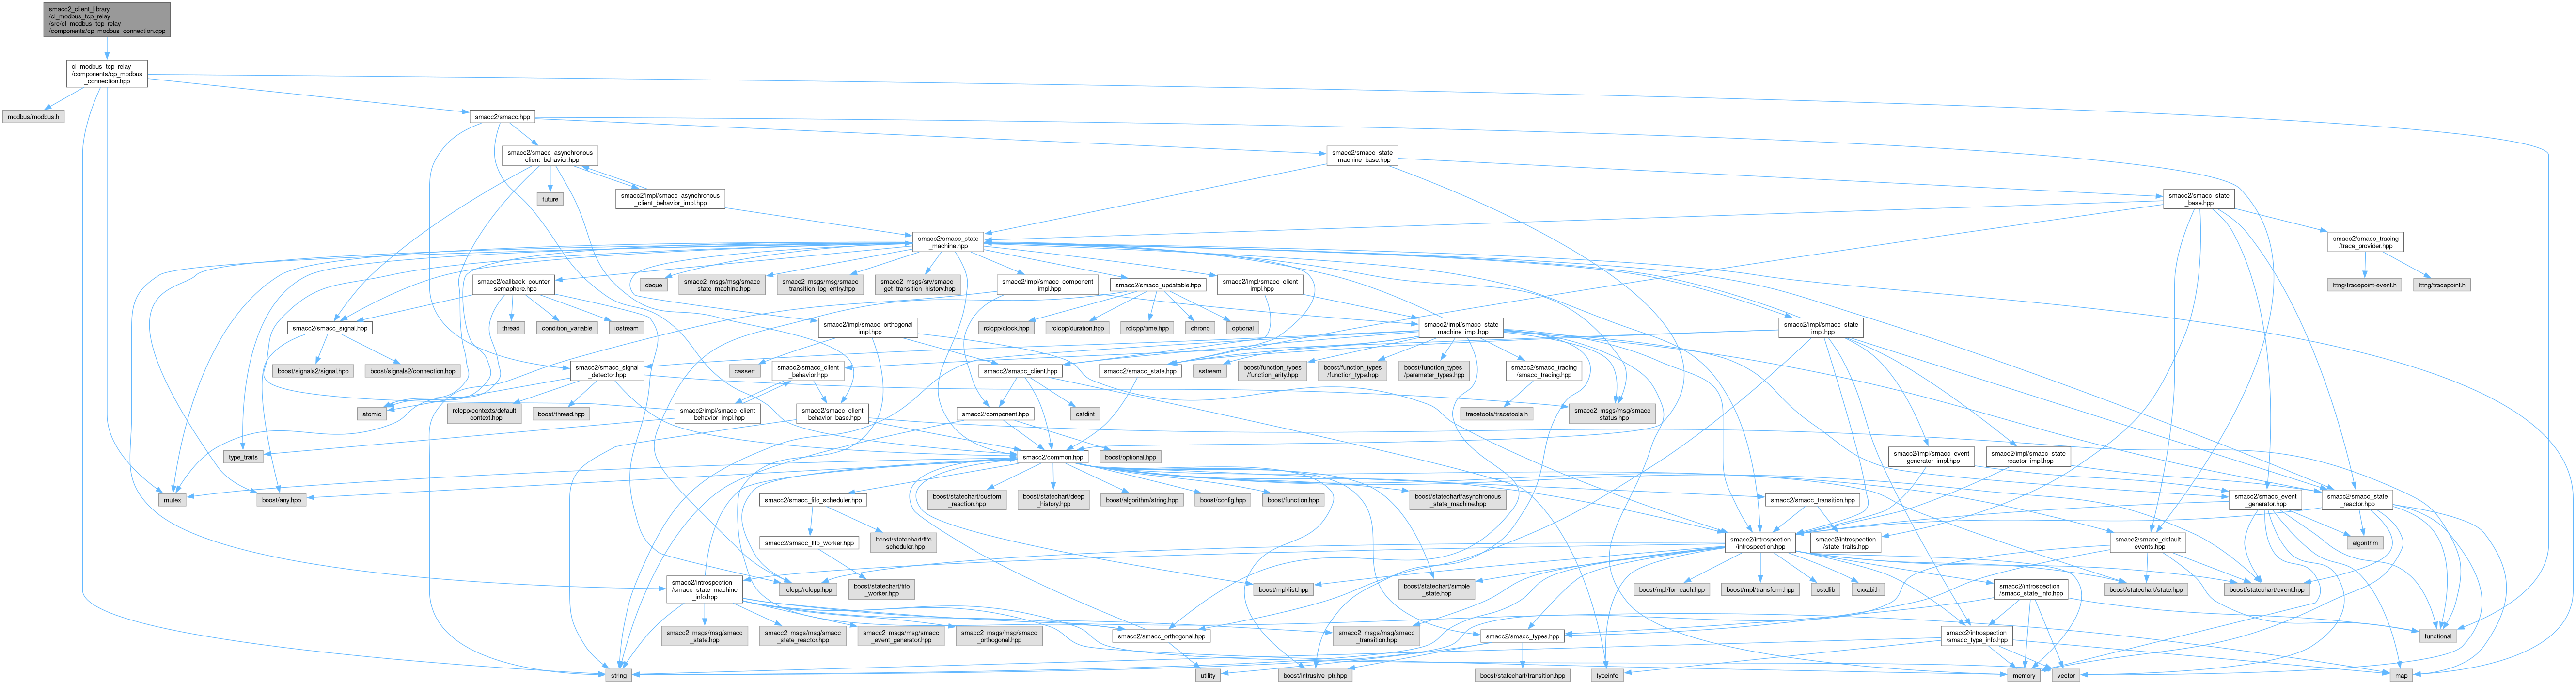 smacc2_client_library
/cl_modbus_tcp_relay
/src/cl_modbus_tcp_relay
/components/cp_modbus_connection.cpp
cl_modbus_tcp_relay
/components/cp_modbus
_connection.hpp
modbus/modbus.h
smacc2/smacc.hpp
smacc2/smacc_asynchronous
_client_behavior.hpp
smacc2/smacc_state
_machine_base.hpp
future
smacc2/impl/smacc_asynchronous
_client_behavior_impl.hpp
smacc2/smacc_state
_base.hpp
smacc2/smacc_state
_machine.hpp
smacc2/smacc_tracing
/trace_provider.hpp
smacc2/callback_counter
_semaphore.hpp
deque
smacc2_msgs/msg/smacc
_state_machine.hpp
smacc2_msgs/msg/smacc
_transition_log_entry.hpp
smacc2_msgs/srv/smacc
_get_transition_history.hpp
smacc2/impl/smacc_component
_impl.hpp
smacc2/smacc_updatable.hpp
smacc2/impl/smacc_client
_impl.hpp
lttng/tracepoint-event.h
lttng/tracepoint.h
smacc2/smacc_signal.hpp
thread
condition_variable
iostream
smacc2/impl/smacc_orthogonal
_impl.hpp
rclcpp/clock.hpp
rclcpp/duration.hpp
rclcpp/time.hpp
chrono
optional
smacc2/impl/smacc_state
_machine_impl.hpp
smacc2/impl/smacc_state
_impl.hpp
boost/signals2/signal.hpp
boost/signals2/connection.hpp
smacc2/smacc_signal
_detector.hpp
cassert
smacc2/smacc_client
_behavior.hpp
smacc2/smacc_client.hpp
smacc2/smacc_state.hpp
sstream
boost/function_types
/function_arity.hpp
boost/function_types
/function_type.hpp
boost/function_types
/parameter_types.hpp
smacc2/smacc_tracing
/smacc_tracing.hpp
atomic
rclcpp/contexts/default
_context.hpp
boost/thread.hpp
smacc2/impl/smacc_client
_behavior_impl.hpp
smacc2/smacc_client
_behavior_base.hpp
smacc2/component.hpp
cstdint
tracetools/tracetools.h
smacc2_msgs/msg/smacc
_status.hpp
type_traits
smacc2/common.hpp
boost/optional.hpp
smacc2/impl/smacc_event
_generator_impl.hpp
smacc2/impl/smacc_state
_reactor_impl.hpp
mutex
boost/any.hpp
smacc2/smacc_fifo_scheduler.hpp
boost/statechart/custom
_reaction.hpp
boost/statechart/deep
_history.hpp
boost/algorithm/string.hpp
boost/config.hpp
boost/function.hpp
boost/statechart/asynchronous
_state_machine.hpp
smacc2/smacc_transition.hpp
smacc2/smacc_event
_generator.hpp
smacc2/smacc_state
_reactor.hpp
smacc2/smacc_fifo_worker.hpp
boost/statechart/fifo
_scheduler.hpp
smacc2/introspection
/introspection.hpp
smacc2/introspection
/state_traits.hpp
smacc2/smacc_default
_events.hpp
algorithm
smacc2/introspection
/smacc_state_machine
_info.hpp
rclcpp/rclcpp.hpp
boost/statechart/fifo
_worker.hpp
boost/mpl/list.hpp
boost/statechart/simple
_state.hpp
boost/mpl/for_each.hpp
boost/mpl/transform.hpp
cstdlib
cxxabi.h
smacc2/introspection
/smacc_state_info.hpp
boost/statechart/state.hpp
boost/statechart/event.hpp
smacc2_msgs/msg/smacc
_state.hpp
smacc2_msgs/msg/smacc
_state_reactor.hpp
smacc2_msgs/msg/smacc
_event_generator.hpp
smacc2_msgs/msg/smacc
_orthogonal.hpp
smacc2/smacc_orthogonal.hpp
smacc2_msgs/msg/smacc
_transition.hpp
smacc2/smacc_types.hpp
smacc2/introspection
/smacc_type_info.hpp
functional
string
utility
boost/intrusive_ptr.hpp
boost/statechart/transition.hpp
typeinfo
memory
vector
map